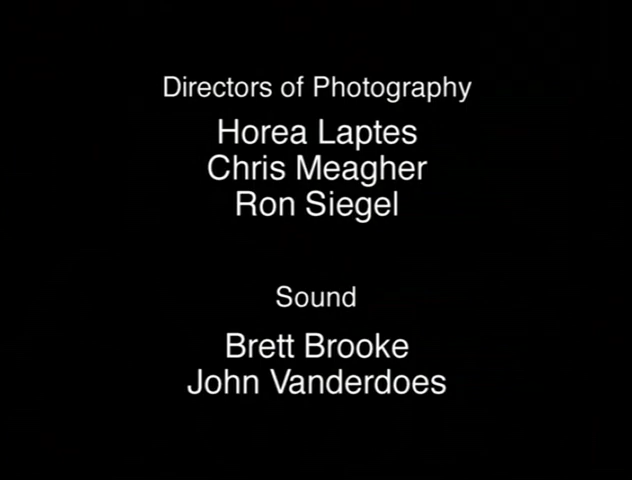 Directors of Photography
Horea Laptes
Chris Meagher
Ron Siegel
Sound
Brett Brooke
John Vanderdoes